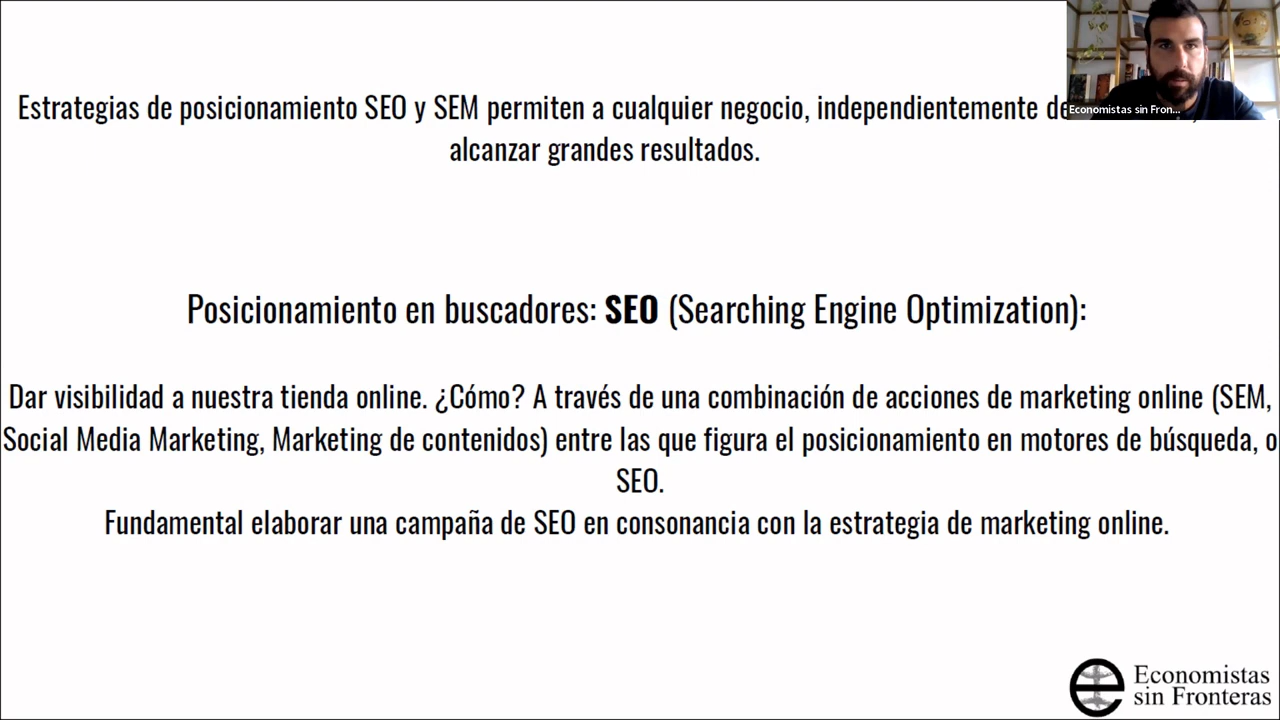 Estrategias de posicionamiento SEO y SEM permiten a cualquier negocio, independientemente de
alcanzar grandes resultados.
Economistas sin Fron...
Posicionamiento en buscadores: SEO (Searching Engine Optimization):
Dar visibilidad a nuestra tienda online. ¿Cómo? A través de una combinación de acciones de marketing online (SEM,
Social Media Marketing, Marketing de contenidos) entre las que figura el posicionamiento en motores de búsqueda, o
SEO.
Fundamental elaborar una campaña de SEO en consonancia con la estrategia de marketing online.
Economistas
sin Fronteras